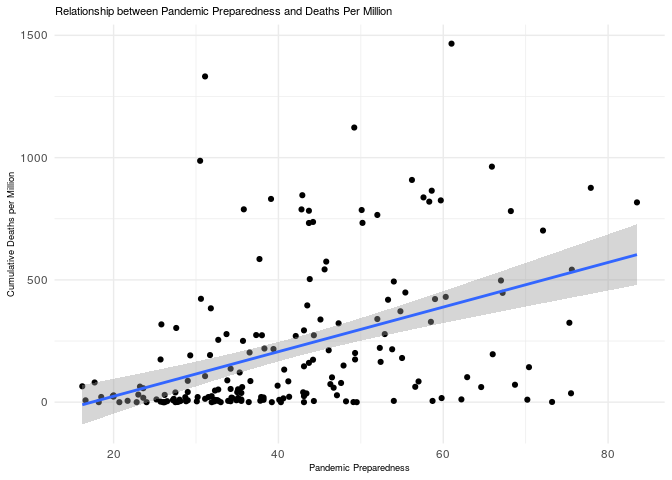 Relationship between Pandemic Preparedness and Deaths Per Million
1500
1000
500
0
Cumulative Deaths per Million
20 40 60 80
Pandemic Preparedness